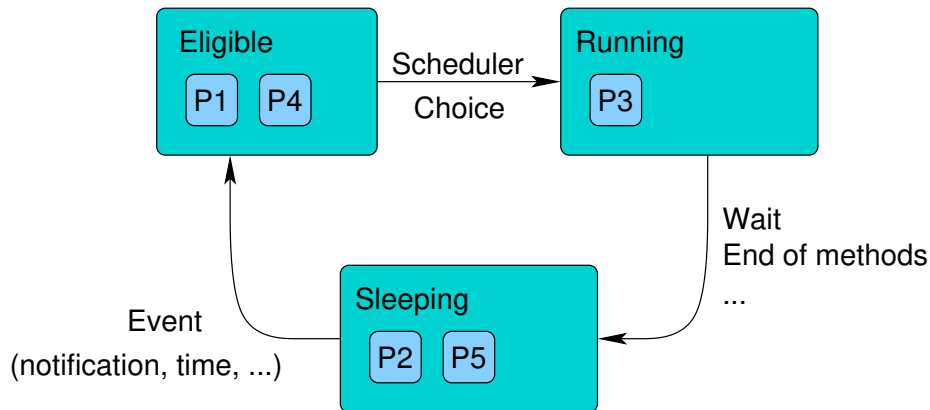 Eligible
P1 P4
Scheduler
Choice
Running
P3
Wait
End of methods
...
Sleeping
P2 P5
Event
(notification, time, ...)